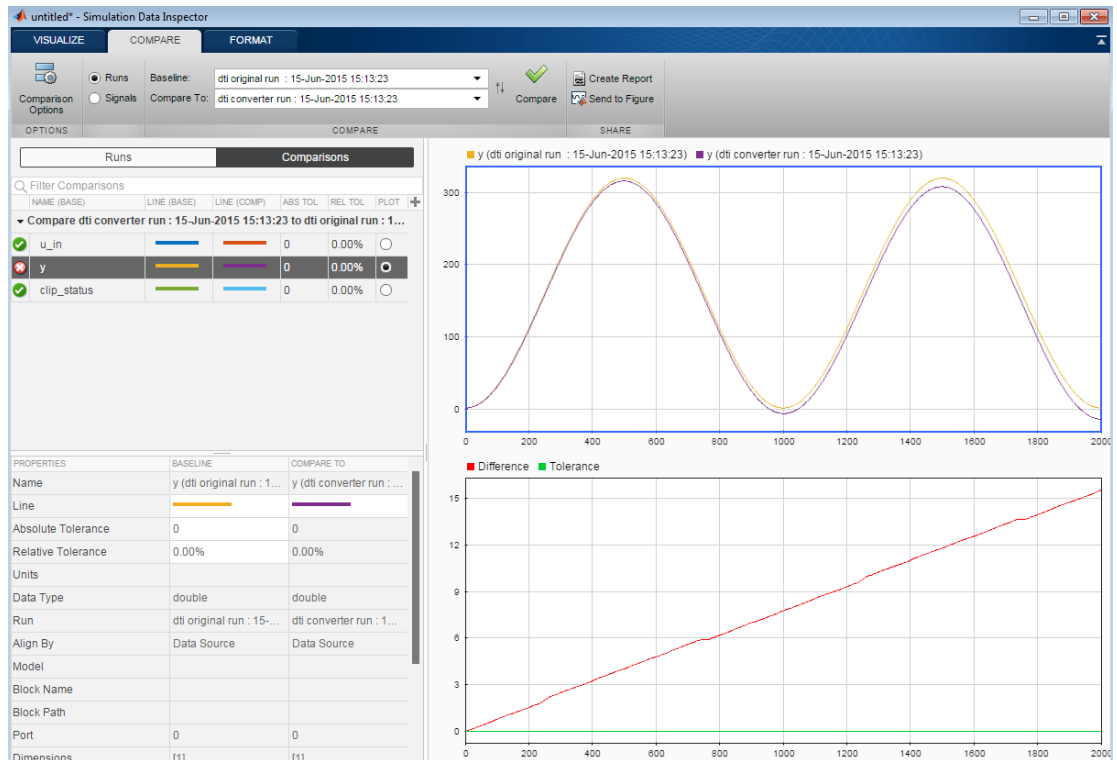 untitled* - Simulation Data Inspector
VISUALIZE COMPARE FORMAT
Comparison Options
Runs
Signals
Baseline: dti original run : 15-Jun-2015 15:13:23
Compare To: dti converter run : 15-Jun-2015 15:13:23
Compare
Create Report
Send to Figure
OPTIONS COMPARE SHARE
Runs Comparisons
Filter Comparisons
NAME (BASE) LINE (BASE) LINE (COMP) ABS TOL REL TOL PLOT
Compare dti converter run : 15-Jun-2015 15:13:23 to dti original run : 1...
u_in 0 0.00%
y 0 0.00%
clip_status 0 0.00%
PROPERTIES BASELINE COMPARE TO
Name y (dti original run : 1... y (dti converter run : ...
Line
Absolute Tolerance 0 0
Relative Tolerance 0.00% 0.00%
Units
Data Type double double
Run dti original run : 15-... dti converter run : 1...
Align By Data Source Data Source
Model
Block Name
Block Path
Port 0 0
Dimensions [1] [1]
y (dti original run : 15-Jun-2015 15:13:23) y (dti converter run : 15-Jun-2015 15:13:23)
300
200
100
0
0 200 400 600 800 1000 1200 1400 1600 1800 2000
Difference Tolerance
15
12
9
6
3
0
0 200 400 600 800 1000 1200 1400 1600 1800 2000